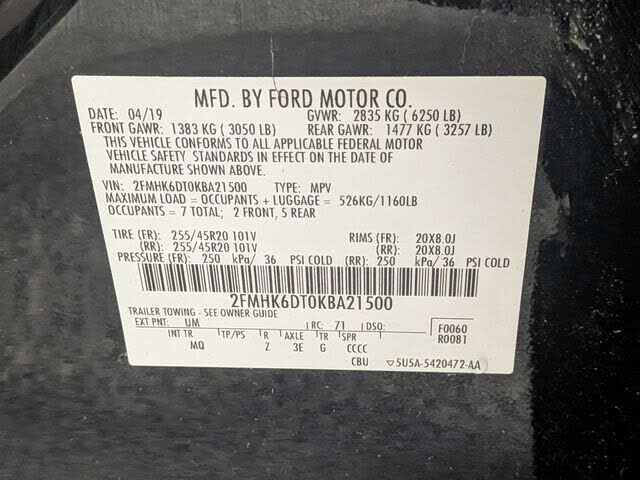 MFD. BY FORD MOTOR CO.
DATE: 04/19 GVWR: 2835 KG ( 6250 LB)
FRONT GAWR: 1383 KG ( 3050 LB) REAR GAWR: 1477 KG ( 3257 LB)
THIS VEHICLE CONFORMS TO ALL APPLICABLE FEDERAL MOTOR
VEHICLE SAFETY STANDARDS IN EFFECT ON THE DATE OF
MANUFACTURE SHOWN ABOVE.
VIN: 2FMHK6DT0KBA21500 TYPE: MPV
MAXIMUM LOAD = OCCUPANTS + LUGGAGE = 526KG/1160LB
OCCUPANTS = 7 TOTAL; 2 FRONT, 5 REAR
TIRE (FR): 255/45R20 101V RIMS (FR): 20X8.0J
(RR): 255/45R20 101V (RR): 20X8.0J
PRESSURE (FR): 250 kPa/ 36 PSI COLD (RR): 250 kPa/ 36 PSI COLD
2FMHK6DT0KBA21500
TRAILER TOWING - SEE OWNER GUIDE
EXT PNT: UM RC: 71 DSO: F0060
INT TR TP/PS R AXLE TR SPR R0081
MQ Z 3E G CCCC
CBU ▽5U5A-5420472-AA